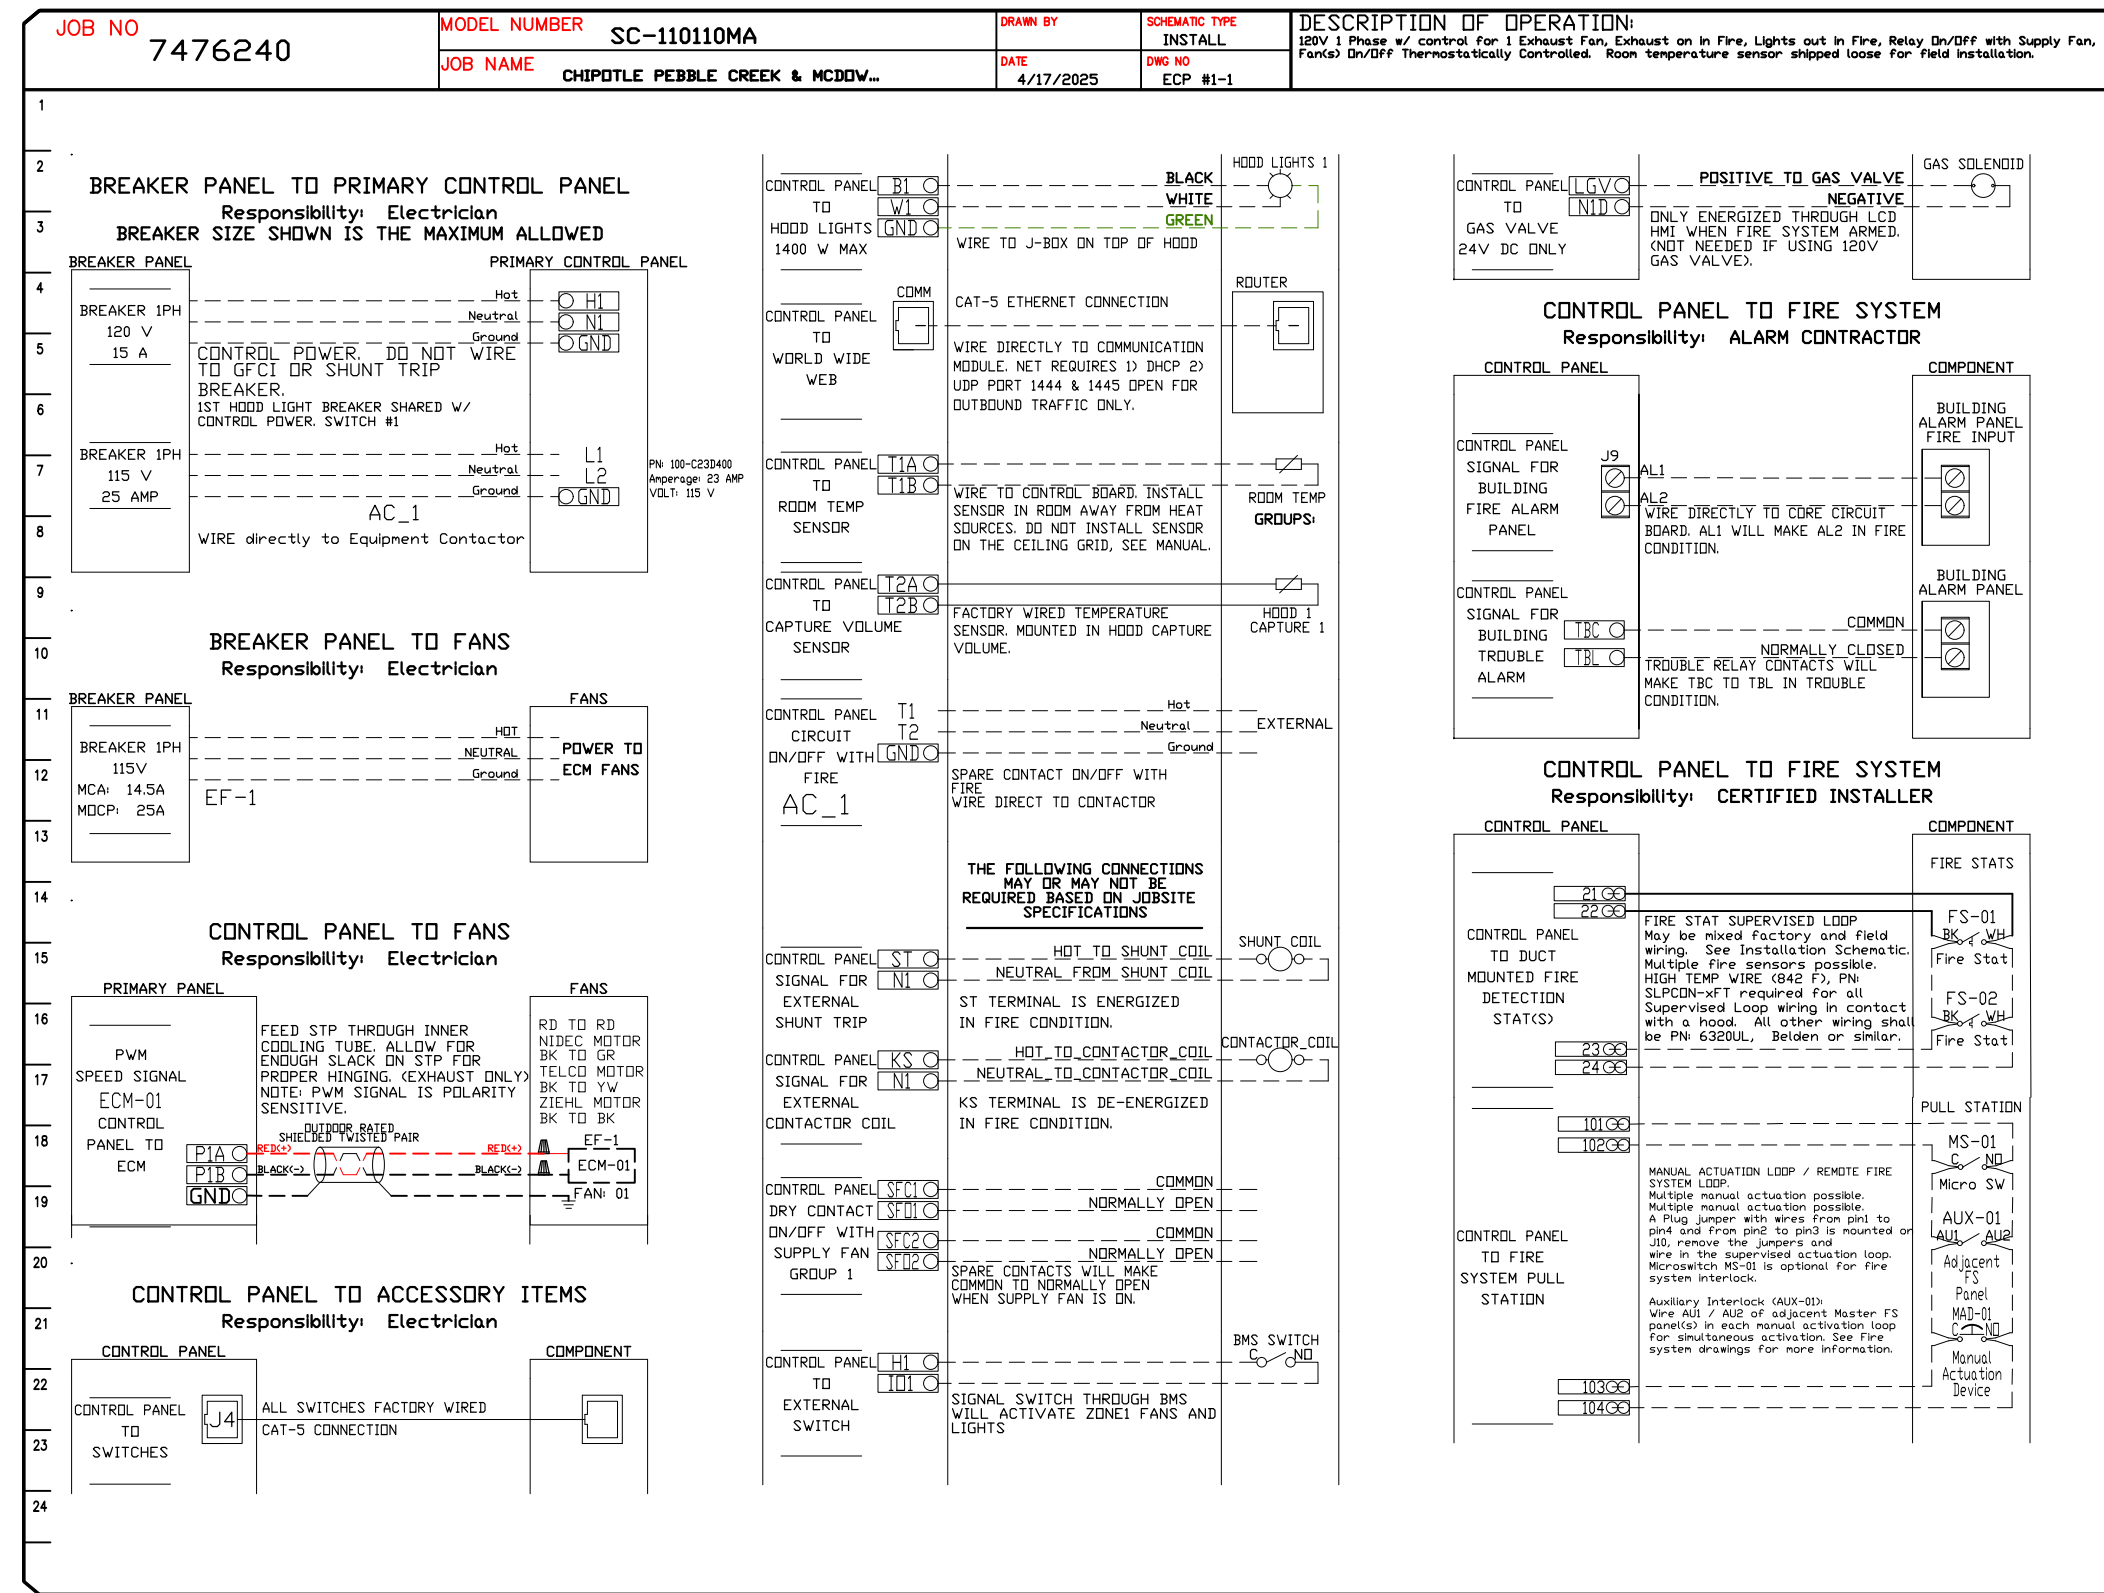 JOB NO
7476240
MODEL NUMBER
SC-110110MA
JOB NAME
CHIPOTLE PEBBLE CREEK & MCDOW...
DRAWN BY
SCHEMATIC TYPE
INSTALL
DATE
4/17/2025
DWG NO
ECP #1-1
DESCRIPTION OF OPERATION:
120V 1 Phase w/ control for 1 Exhaust Fan, Exhaust on in Fire, Lights out in Fire, Relay On/Off with Supply Fan,
Fan(s) On/Off Thermostatically Controlled. Room temperature sensor shipped loose for field installation.
1
2
3
4
5
6
7
8
9
10
11
12
13
14
15
16
17
18
19
20
21
22
23
24
BREAKER PANEL TO PRIMARY CONTROL PANEL
Responsibility: Electrician
BREAKER SIZE SHOWN IS THE MAXIMUM ALLOWED
BREAKER PANEL
PRIMARY CONTROL PANEL
BREAKER 1PH
120 V
15 A
Hot
H1
Neutral
N1
Ground
GND
CONTROL POWER. DO NOT WIRE
TO GFCI OR SHUNT TRIP
BREAKER.
1ST HOOD LIGHT BREAKER SHARED W/
CONTROL POWER. SWITCH #1
BREAKER 1PH
115 V
25 AMP
Hot
L1
Neutral
L2
Ground
GND
PN: 100-C23D400
Amperage: 23 AMP
VOLT: 115 V
AC_1
WIRE directly to Equipment Contactor
BREAKER PANEL TO FANS
Responsibility: Electrician
BREAKER PANEL
FANS
BREAKER 1PH
115V
MCA: 14.5A
MOCP: 25A
HOT
NEUTRAL
Ground
EF-1
POWER TO
ECM FANS
CONTROL PANEL TO FANS
Responsibility: Electrician
PRIMARY PANEL
FANS
PWM
SPEED SIGNAL
ECM-01
CONTROL
PANEL TO
ECM
FEED STP THROUGH INNER
COOLING TUBE. ALLOW FOR
ENOUGH SLACK ON STP FOR
PROPER HINGING. (EXHAUST ONLY)
NOTE: PWM SIGNAL IS POLARITY
SENSITIVE.
RD TO RD
NIDEC MOTOR
BK TO GR
TELCO MOTOR
BK TO YW
ZIEHL MOTOR
BK TO BK
OUTDOOR RATED
SHIELDED TWISTED PAIR
P1A
RED(+)
RED(+)
P1B
BLACK(-)
BLACK(-)
GND
EF-1
ECM-01
FAN: 01
CONTROL PANEL TO ACCESSORY ITEMS
Responsibility: Electrician
CONTROL PANEL
COMPONENT
CONTROL PANEL
TO
SWITCHES
J4
ALL SWITCHES FACTORY WIRED
CAT-5 CONNECTION
HOOD LIGHTS 1
CONTROL PANEL
TO
HOOD LIGHTS
1400 W MAX
B1
BLACK
W1
WHITE
GND
GREEN
WIRE TO J-BOX ON TOP OF HOOD
COMM
ROUTER
CONTROL PANEL
TO
WORLD WIDE
WEB
CAT-5 ETHERNET CONNECTION
WIRE DIRECTLY TO COMMUNICATION
MODULE. NET REQUIRES 1) DHCP 2)
UDP PORT 1444 & 1445 OPEN FOR
OUTBOUND TRAFFIC ONLY.
CONTROL PANEL
TO
ROOM TEMP
SENSOR
T1A
T1B
WIRE TO CONTROL BOARD. INSTALL
SENSOR IN ROOM AWAY FROM HEAT
SOURCES. DO NOT INSTALL SENSOR
ON THE CEILING GRID, SEE MANUAL.
ROOM TEMP
GROUPS:
CONTROL PANEL
TO
CAPTURE VOLUME
SENSOR
T2A
T2B
FACTORY WIRED TEMPERATURE
SENSOR. MOUNTED IN HOOD CAPTURE
VOLUME.
HOOD 1
CAPTURE 1
CONTROL PANEL
CIRCUIT
ON/OFF WITH
FIRE
AC_1
T1
Hot
T2
Neutral
GND
Ground
EXTERNAL
SPARE CONTACT ON/OFF WITH
FIRE
WIRE DIRECT TO CONTACTOR
THE FOLLOWING CONNECTIONS
MAY OR MAY NOT BE
REQUIRED BASED ON JOBSITE
SPECIFICATIONS
CONTROL PANEL
SIGNAL FOR
EXTERNAL
SHUNT TRIP
ST
HOT TO SHUNT COIL
N1
NEUTRAL FROM SHUNT COIL
SHUNT COIL
ST TERMINAL IS ENERGIZED
IN FIRE CONDITION.
CONTROL PANEL
SIGNAL FOR
EXTERNAL
CONTACTOR COIL
KS
HOT TO CONTACTOR COIL
N1
NEUTRAL TO CONTACTOR COIL
CONTACTOR COIL
KS TERMINAL IS DE-ENERGIZED
IN FIRE CONDITION.
CONTROL PANEL
DRY CONTACT
ON/OFF WITH
SUPPLY FAN
GROUP 1
SFC1
COMMON
SFO1
NORMALLY OPEN
SFC2
COMMON
SFO2
NORMALLY OPEN
SPARE CONTACTS WILL MAKE
COMMON TO NORMALLY OPEN
WHEN SUPPLY FAN IS ON.
CONTROL PANEL
TO
EXTERNAL
SWITCH
H1
IO1
BMS SWITCH
C NO
SIGNAL SWITCH THROUGH BMS
WILL ACTIVATE ZONE1 FANS AND
LIGHTS
CONTROL PANEL
TO
GAS VALVE
24V DC ONLY
LGV
POSITIVE TO GAS VALVE
N1D
NEGATIVE
GAS SOLENOID
ONLY ENERGIZED THROUGH LCD
HMI WHEN FIRE SYSTEM ARMED.
(NOT NEEDED IF USING 120V
GAS VALVE).
CONTROL PANEL TO FIRE SYSTEM
Responsibility: ALARM CONTRACTOR
CONTROL PANEL
COMPONENT
CONTROL PANEL
SIGNAL FOR
BUILDING
FIRE ALARM
PANEL
J9
AL1
AL2
WIRE DIRECTLY TO CORE CIRCUIT
BOARD. AL1 WILL MAKE AL2 IN FIRE
CONDITION.
BUILDING
ALARM PANEL
FIRE INPUT
CONTROL PANEL
SIGNAL FOR
BUILDING
TROUBLE
ALARM
TBC
COMMON
TBL
NORMALLY CLOSED
TROUBLE RELAY CONTACTS WILL
MAKE TBC TO TBL IN TROUBLE
CONDITION.
BUILDING
ALARM PANEL
CONTROL PANEL TO FIRE SYSTEM
Responsibility: CERTIFIED INSTALLER
CONTROL PANEL
COMPONENT
CONTROL PANEL
TO DUCT
MOUNTED FIRE
DETECTION
STAT(S)
21
22
FIRE STAT SUPERVISED LOOP
May be mixed factory and field
wiring. See Installation Schematic.
Multiple fire sensors possible.
HIGH TEMP WIRE (842 F), PN:
SLPCON-xFT required for all
Supervised Loop wiring in contact
with a hood. All other wiring shall
be PN: 6320UL, Belden or similar.
23
24
FIRE STATS
FS-01
BK WH
Fire Stat
FS-02
BK WH
Fire Stat
CONTROL PANEL
TO FIRE
SYSTEM PULL
STATION
101
102
MANUAL ACTUATION LOOP / REMOTE FIRE
SYSTEM LOOP.
Multiple manual actuation possible.
Multiple manual actuation possible.
A Plug jumper with wires from pin1 to
pin4 and from pin2 to pin3 is mounted on
J10, remove the jumpers and
wire in the supervised actuation loop.
Microswitch MS-01 is optional for fire
system interlock.
Auxiliary Interlock (AUX-01):
Wire AU1 / AU2 of adjacent Master FS
panel(s) in each manual activation loop
for simultaneous activation. See Fire
system drawings for more information.
103
104
PULL STATION
MS-01
C NO
Micro SW
AUX-01
AU1 AU2
Adjacent
FS
Panel
MAD-01
C NO
Manual
Actuation
Device